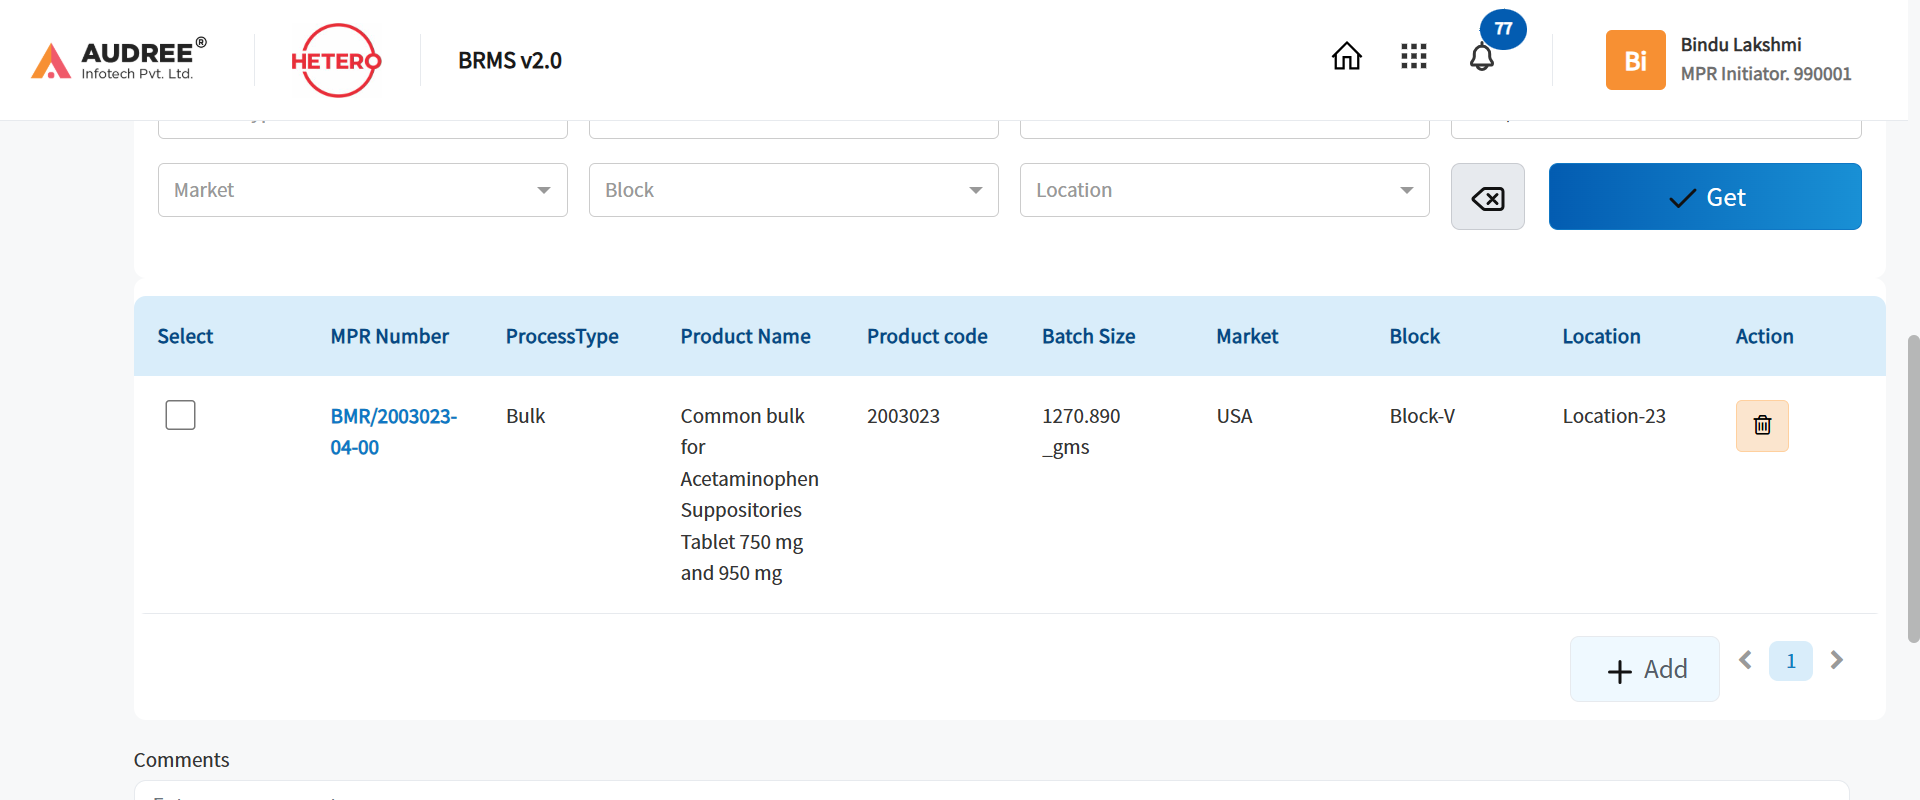 AUDREE®
Infotech Pvt. Ltd.
HETERO
BRMS v2.0
77
Bi
Bindu Lakshmi
MPR Initiator. 990001
Market
Block
Location
Get
Select
MPR Number
ProcessType
Product Name
Product code
Batch Size
Market
Block
Location
Action
BMR/2003023-
04-00
Bulk
Common bulk
for
Acetaminophen
Suppositories
Tablet 750 mg
and 950 mg
2003023
1270.890
_gms
USA
Block-V
Location-23
Add
1
Comments